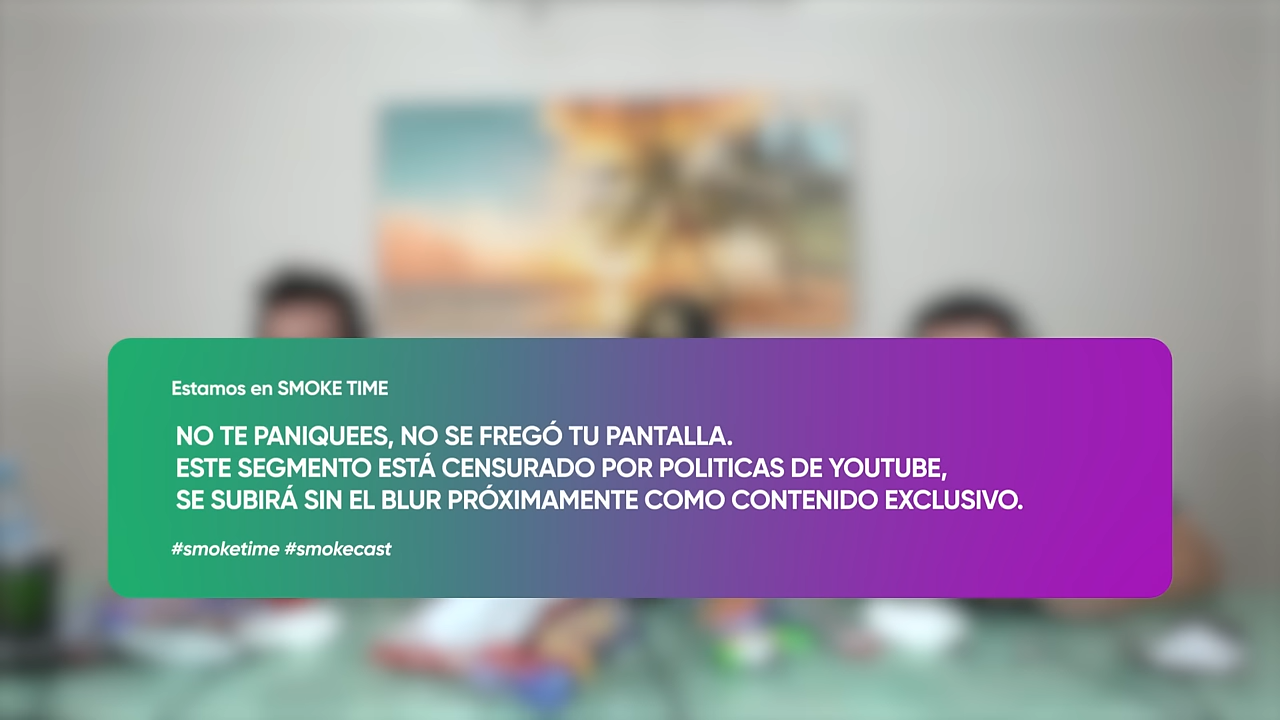 Estamos en SMOKE TIME
NO TE PANIQUEES, NO SE FREGÓ TU PANTALLA.
ESTE SEGMENTO ESTÁ CENSURADO POR POLITICAS DE YOUTUBE,
SE SUBIRÁ SIN EL BLUR PRÓXIMAMENTE COMO CONTENIDO EXCLUSIVO.
#smoketime #smokecast